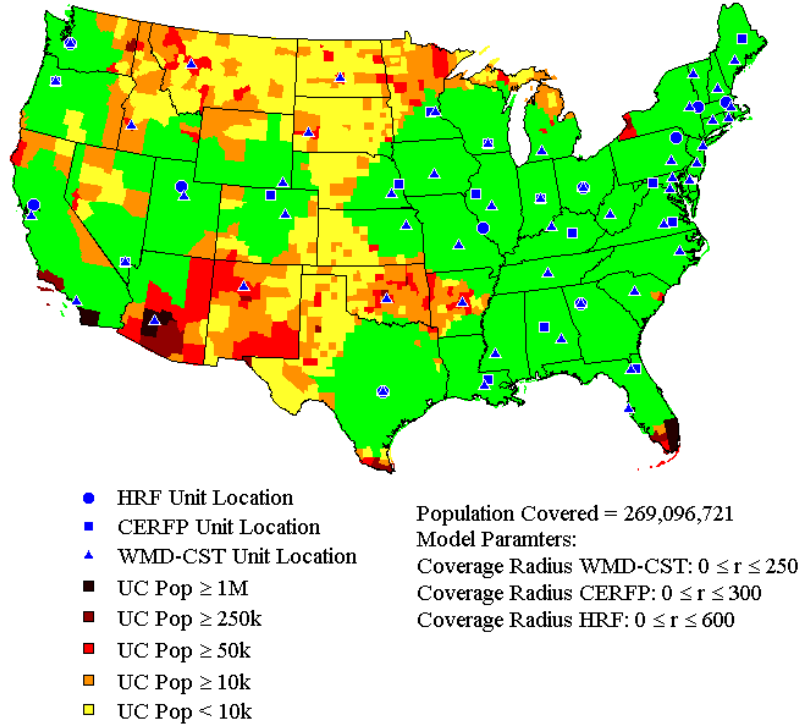 HRF Unit Location
CERFP Unit Location
WMD-CST Unit Location
UC Pop ≥ 1M
UC Pop ≥ 250k
UC Pop ≥ 50k
UC Pop ≥ 10k
UC Pop < 10k
Population Covered = 269,096,721
Model Paramters:
Coverage Radius WMD-CST: 0 ≤ r ≤ 250
Coverage Radius CERFP: 0 ≤ r ≤ 300
Coverage Radius HRF: 0 ≤ r ≤ 600